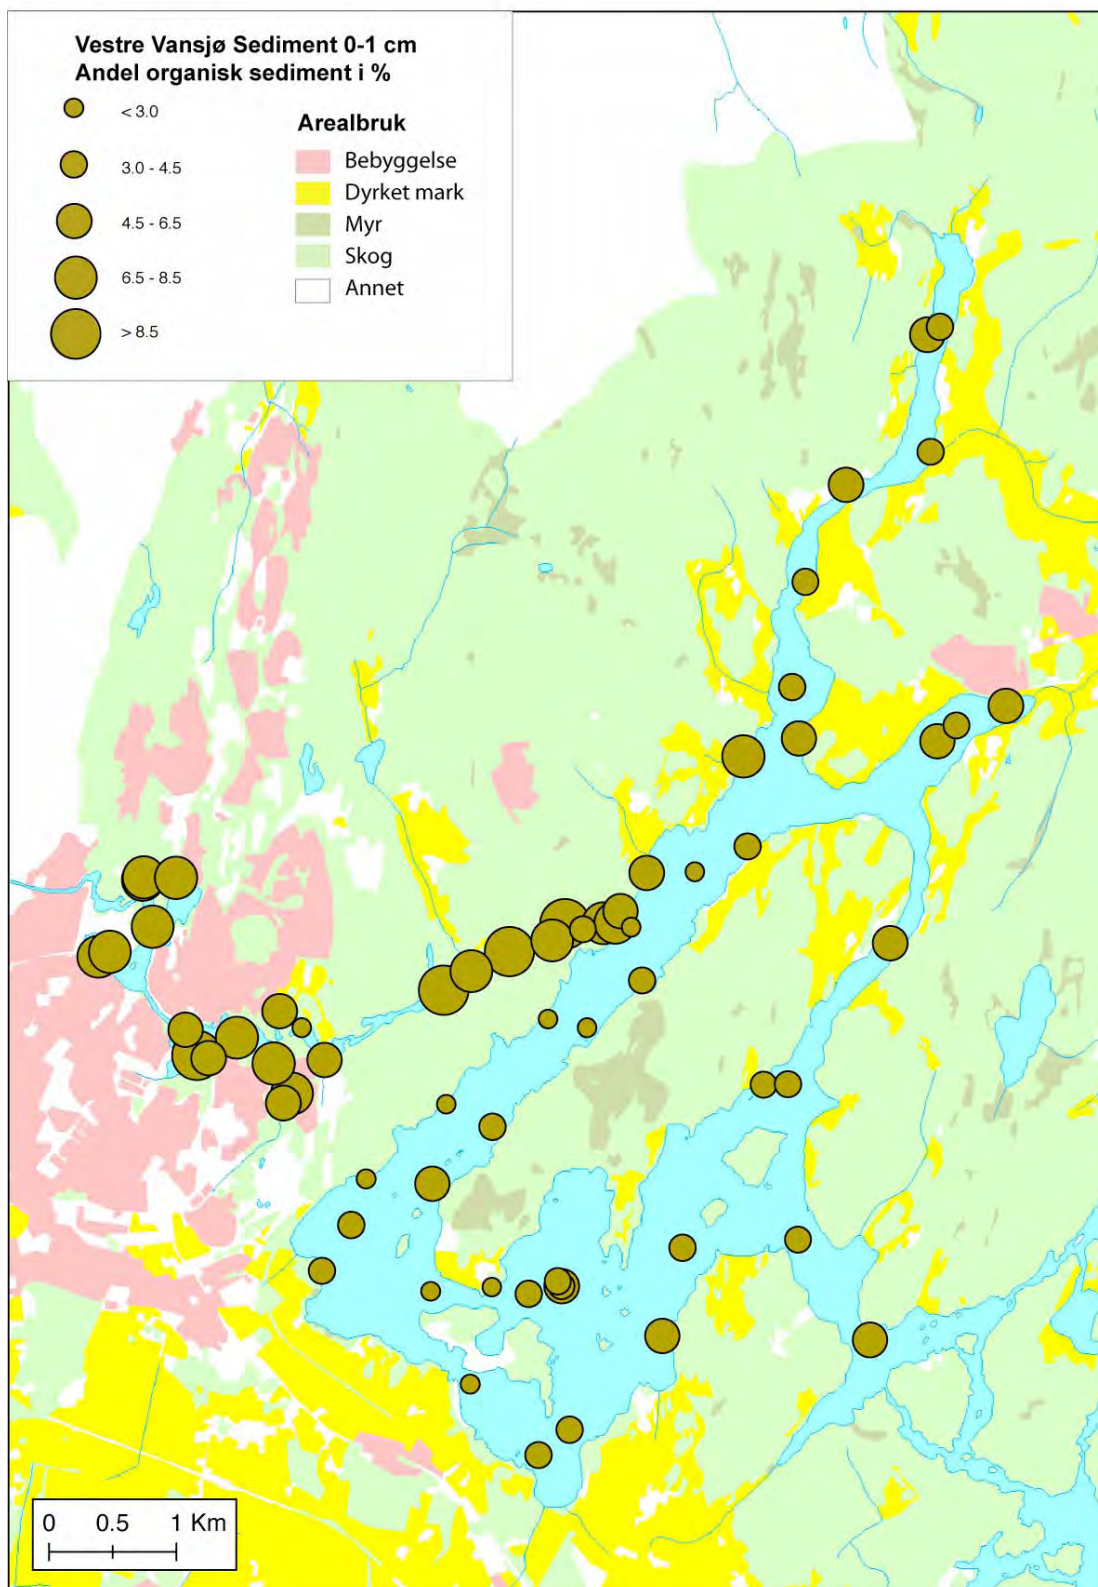 Vestre Vansjø Sediment 0-1 cm
Andel organisk sediment i %
< 3.0
3.0 - 4.5
4.5 - 6.5
6.5 - 8.5
> 8.5
Arealbruk
Bebyggelse
Dyrket mark
Myr
Skog
Annet
0 0.5 1 Km